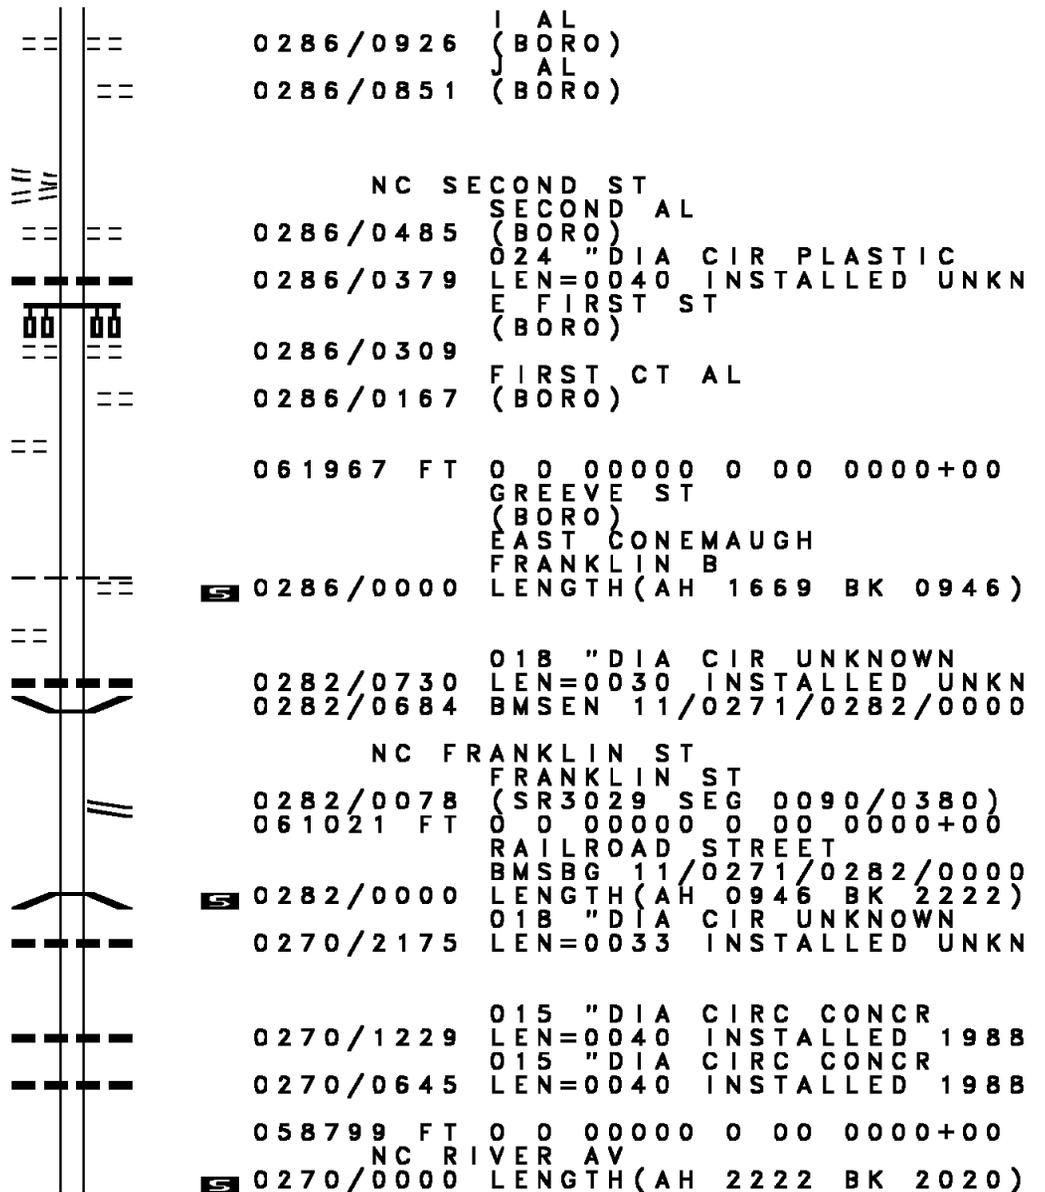 I AL
0286/0926 (BORO)
J AL
0286/0851 (BORO)
NC SECOND ST
SECOND AL
0286/0485 (BORO)
024 "DIA CIR PLASTIC
0286/0379 LEN=0040 INSTALLED UNKN
E FIRST ST
(BORO)
0286/0309
FIRST CT AL
0286/0167 (BORO)
061967 FT 0 0 00000 0 00 0000+00
GREEVE ST
(BORO)
EAST CONEMAUGH
FRANKLIN B
S 0286/0000 LENGTH(AH 1669 BK 0946)
018 "DIA CIR UNKNOWN
0282/0730 LEN=0030 INSTALLED UNKN
0282/0684 BMSEN 11/0271/0282/0000
NC FRANKLIN ST
FRANKLIN ST
0282/0078 (SR3029 SEG 0090/0380)
061021 FT 0 0 00000 0 00 0000+00
RAILROAD STREET
BMSBG 11/0271/0282/0000
S 0282/0000 LENGTH(AH 0946 BK 2222)
018 "DIA CIR UNKNOWN
0270/2175 LEN=0033 INSTALLED UNKN
015 "DIA CIRC CONCR
0270/1229 LEN=0040 INSTALLED 1988
015 "DIA CIRC CONCR
0270/0645 LEN=0040 INSTALLED 1988
058799 FT 0 0 00000 0 00 0000+00
NC RIVER AV
S 0270/0000 LENGTH(AH 2222 BK 2020)